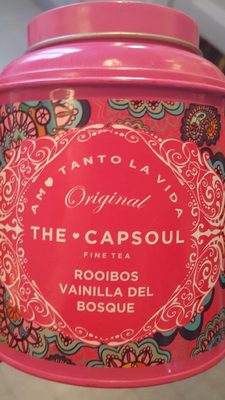 AMO TANTO LA VIDA
Original
THE CAPSOUL
FINE TEA
ROOIBOS
VAINILLA DEL
BOSQUE